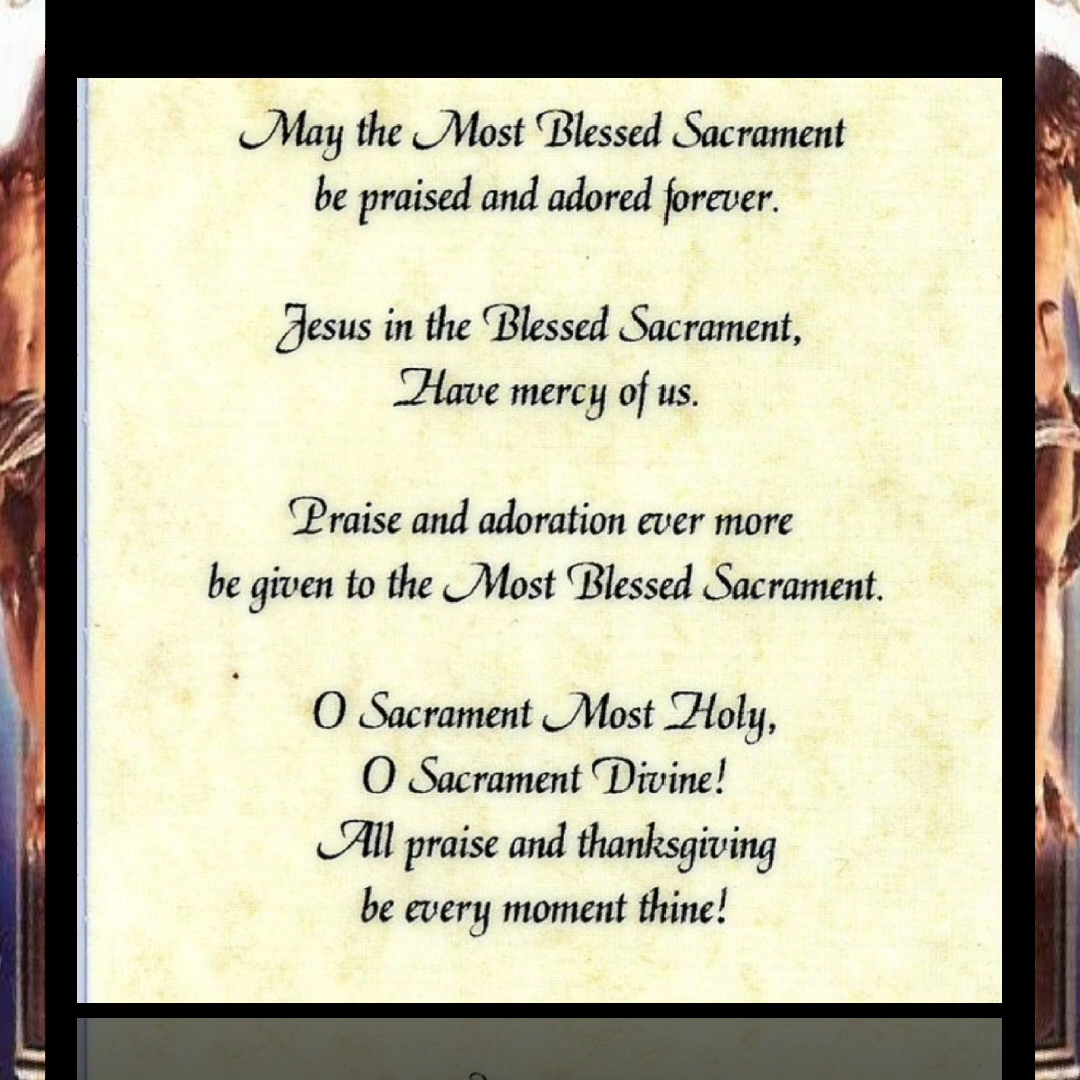 May the Most Blessed Sacrament
be praised and adored forever.
Jesus in the Blessed Sacrament,
Have mercy of us.
Praise and adoration ever more
be given to the Most Blessed Sacrament.
O Sacrament Most Holy,
O Sacrament Divine!
All praise and thanksgiving
be every moment thine!